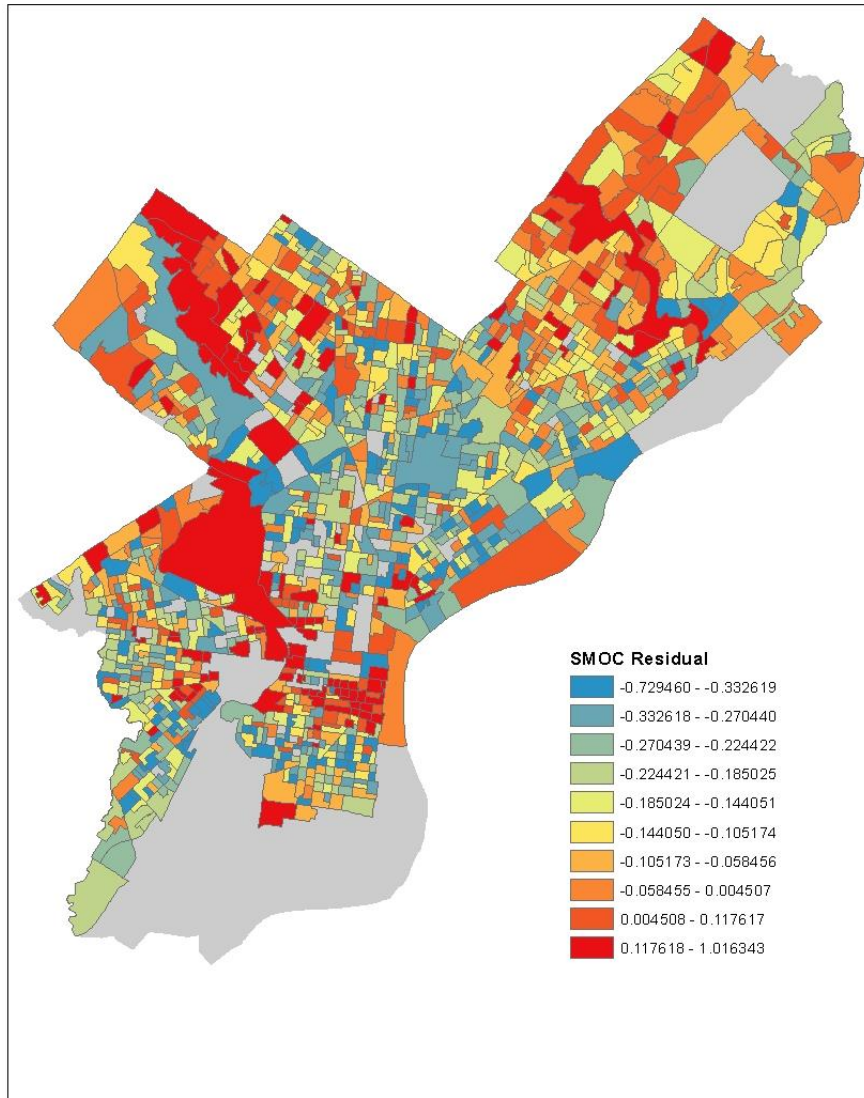 SMOC Residual
-0.729460 - -0.332619
-0.332618 - -0.270440
-0.270439 - -0.224422
-0.224421 - -0.185025
-0.185024 - -0.144051
-0.144050 - -0.105174
-0.105173 - -0.058456
-0.058455 - 0.004507
0.004508 - 0.117617
0.117618 - 1.016343